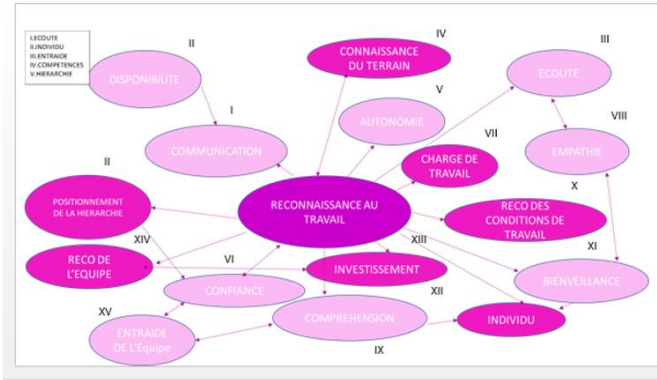 I.ECOUTE
II.INDIVIDU
III.ENTRAIDE
IV.COMPETENCES
V.HIERARCHIE
II
DISPONIBILITE
IV
CONNAISSANCE
DU TERRAIN
III
ECOUTE
I
COMMUNICATION
V
AUTONOMIE
VIII
EMPATHIE
VII
CHARGE DE
TRAVAIL
II
POSITIONNEMENT
DE LA HIERARCHIE
RECONNAISSANCE AU
TRAVAIL
X
RECO DES
CONDITIONS DE
TRAVAIL
XIV
RECO DE
L'EQUIPE
VI
CONFIANCE
XIII
INVESTISSEMENT
XI
BIENVEILLANCE
XII
INDIVIDU
XV
ENTRAIDE
DE L'Equipe
COMPREHENSION
IX